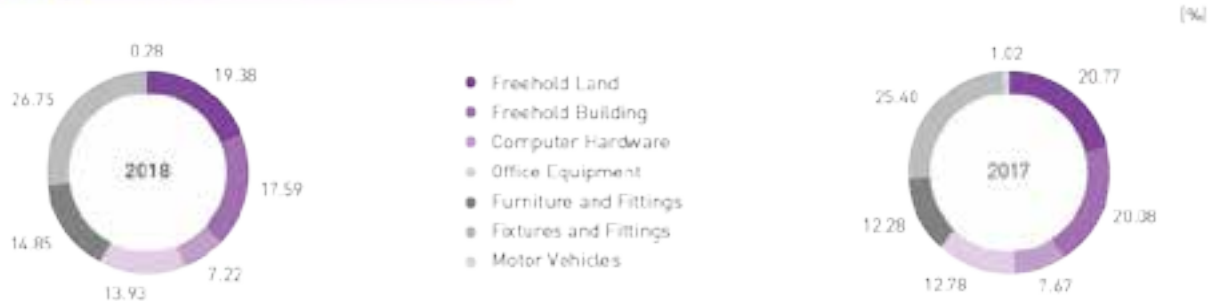 [%]
0.28
19.38
26.75
2018
17.59
14.85
7.22
13.93
Freehold Land
Freehold Building
Computer Hardware
Office Equipment
Furniture and Fittings
Fixtures and Fittings
Motor Vehicles
1.02
20.77
25.40
2017
20.08
12.28
12.78
7.67